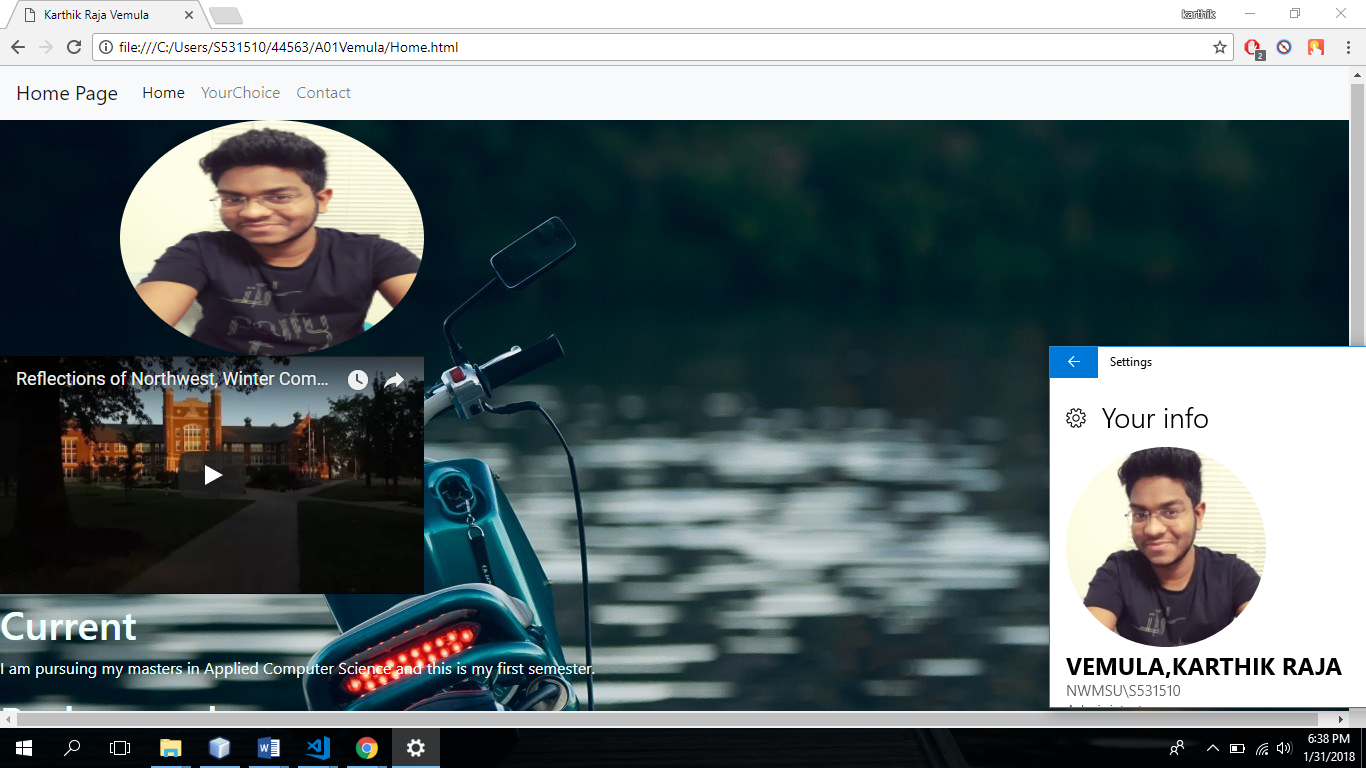 Karthik Raja Vemula
karthik
file:///C:/Users/S531510/44563/A01Vemula/Home.html
2
Home Page Home YourChoice Contact
Reflections of Northwest, Winter Com...
Settings
Your info
VEMULA,KARTHIK RAJA
NWMSU\S531510
Current
I am pursuing my masters in Applied Computer Science and this is my first semester.
6:38 PM
1/31/2018